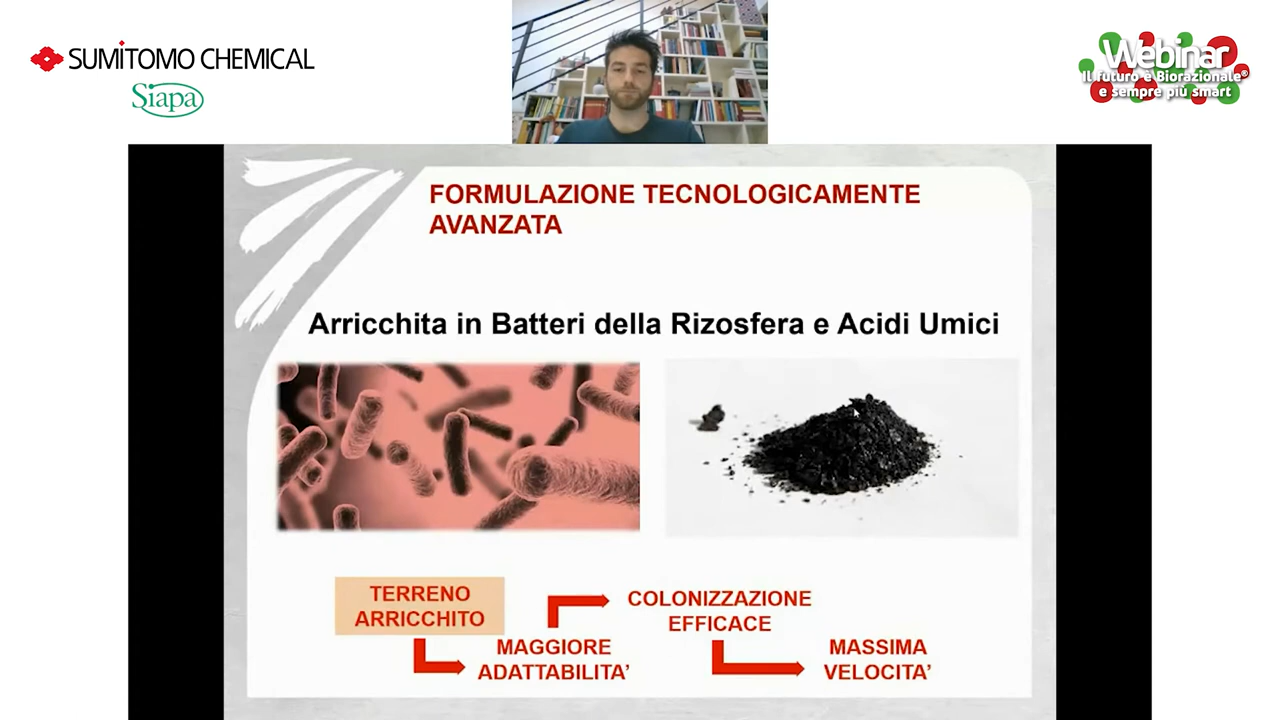 SUMITOMO CHEMICAL
Siapa
Webinar
Il futuro è Biorazionale®
e sempre più smart
FORMULAZIONE TECNOLOGICAMENTE
AVANZATA
Arricchita in Batteri della Rizosfera e Acidi Umici
TERRENO
ARRICCHITO
MAGGIORE
ADATTABILITA’
COLONIZZAZIONE
EFFICACE
MASSIMA
VELOCITA’